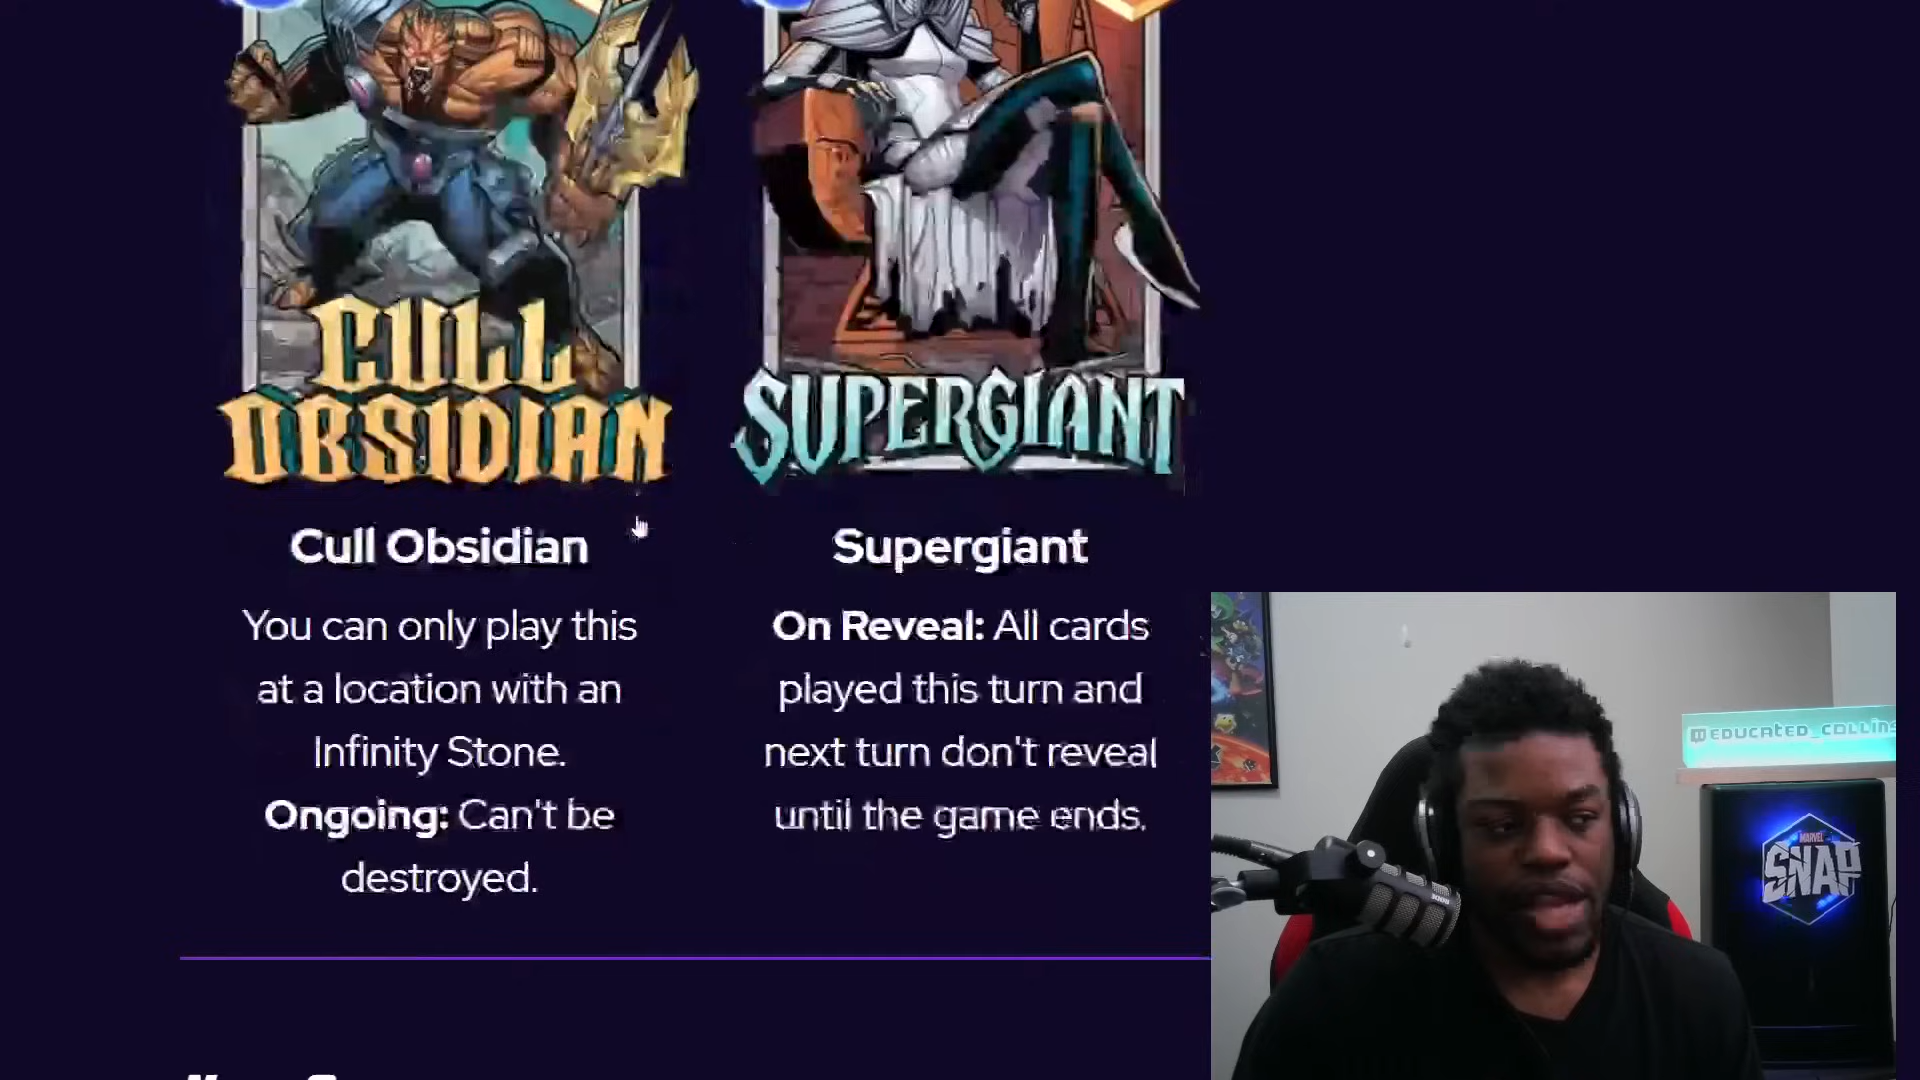 CULL
OBSIDIAN
SUPERGIANT
Cull Obsidian
You can only play this
at a location with an
Infinity Stone.
Ongoing: Can't be
destroyed.
Supergiant
On Reveal: All cards
played this turn and
next turn don't reveal
until the game ends.
EDUCATED_COLLINS
MARVEL
SNAP